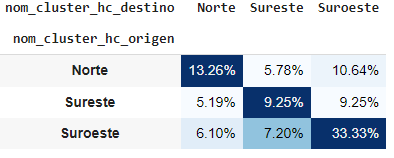 nom_cluster_hc_destino Norte Sureste Suroeste
nom_cluster_hc_origen
Norte 13.26% 5.78% 10.64%
Sureste 5.19% 9.25% 9.25%
Suroeste 6.10% 7.20% 33.33%